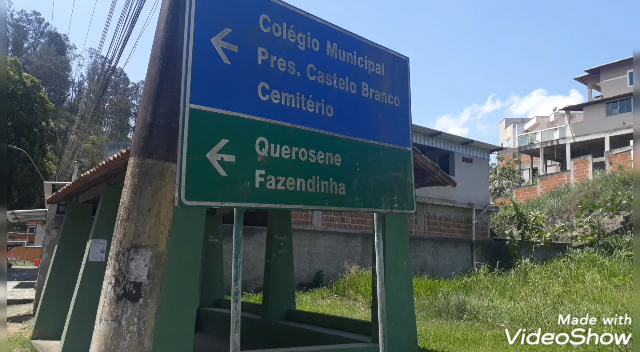 Colégio Municipal
Pres. Castelo Branco
Cemitério
Querosene
Fazendinha
Made with
VideoShow